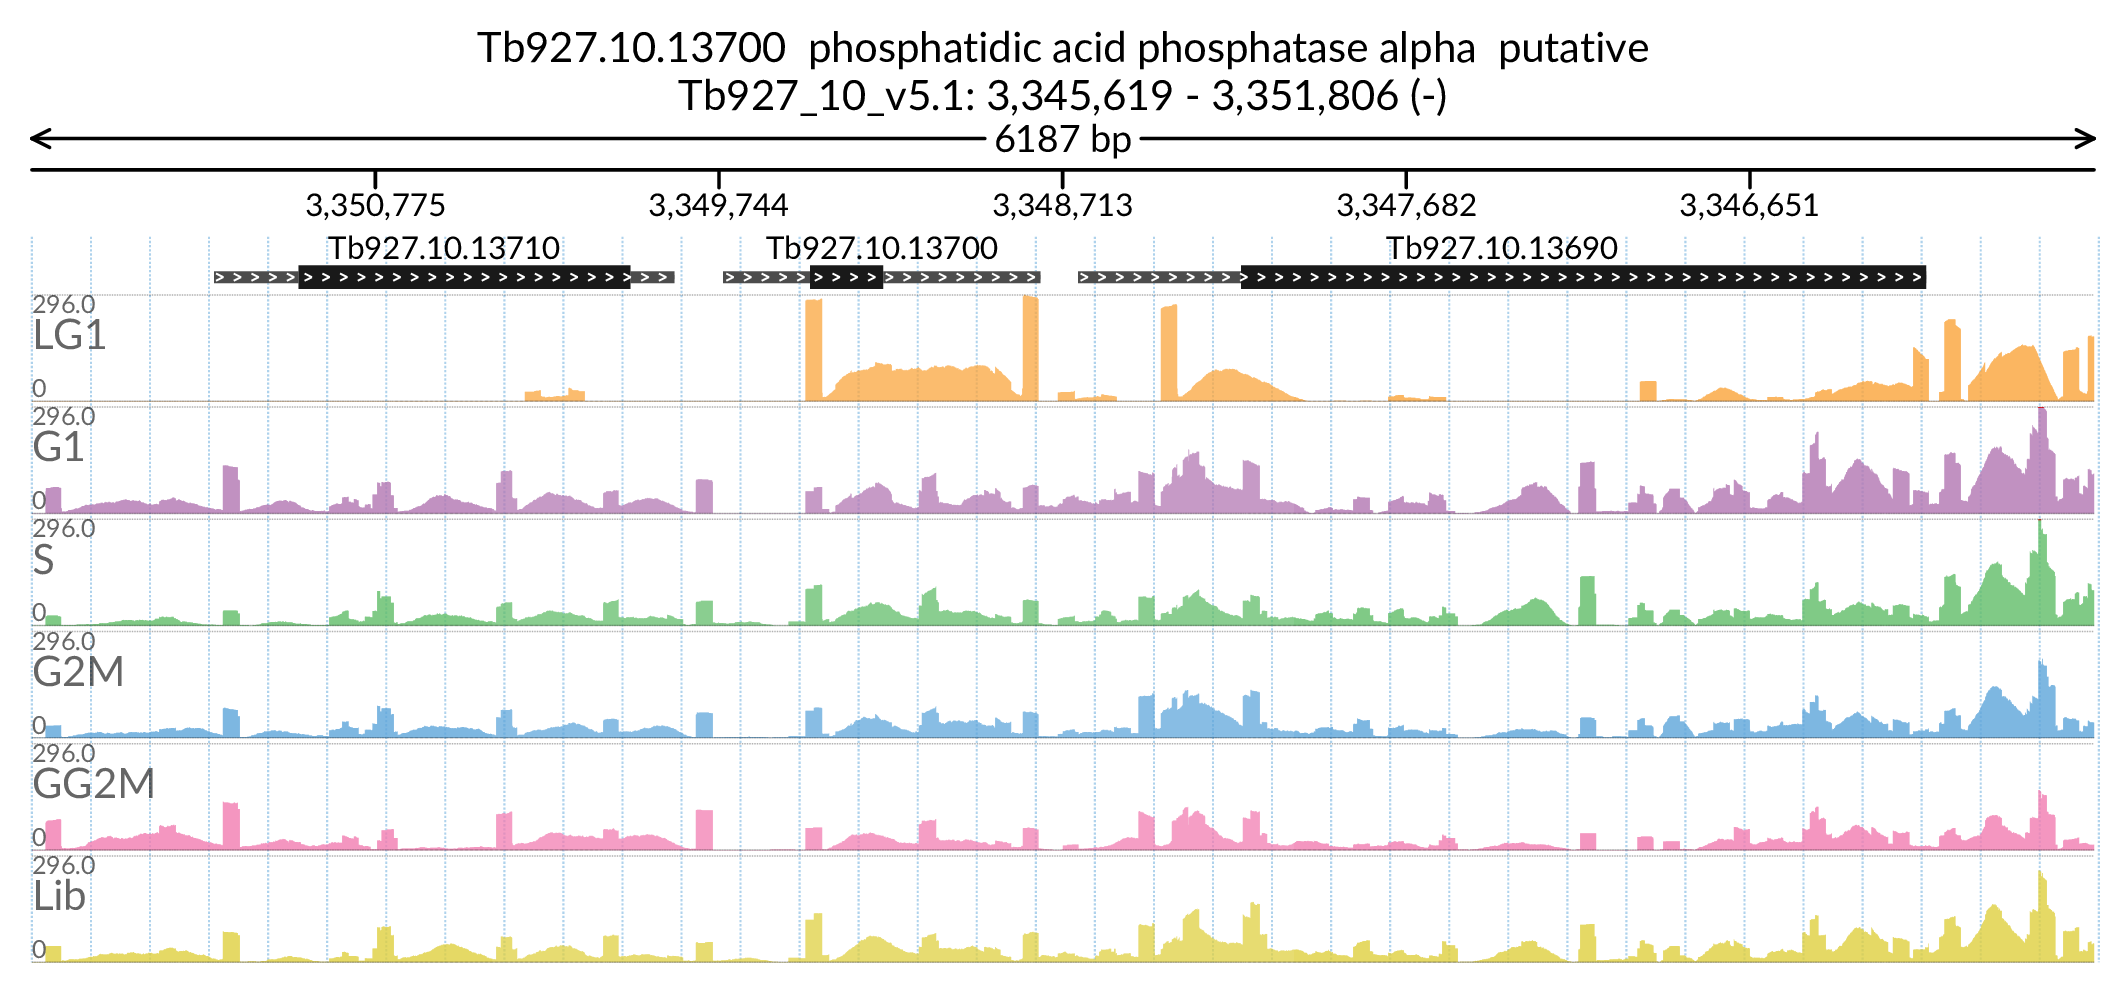 Tb927.10.13700 phosphatidic acid phosphatase alpha putative
Tb927_10_v5.1: 3,345,619 - 3,351,806 (-)
6187 bp
3,350,775 3,349,744 3,348,713 3,347,682 3,346,651
Tb927.10.13710 Tb927.10.13700 Tb927.10.13690
296.0
LG1
0
296.0
G1
0
296.0
S
0
296.0
G2M
0
296.0
GG2M
0
296.0
Lib
0